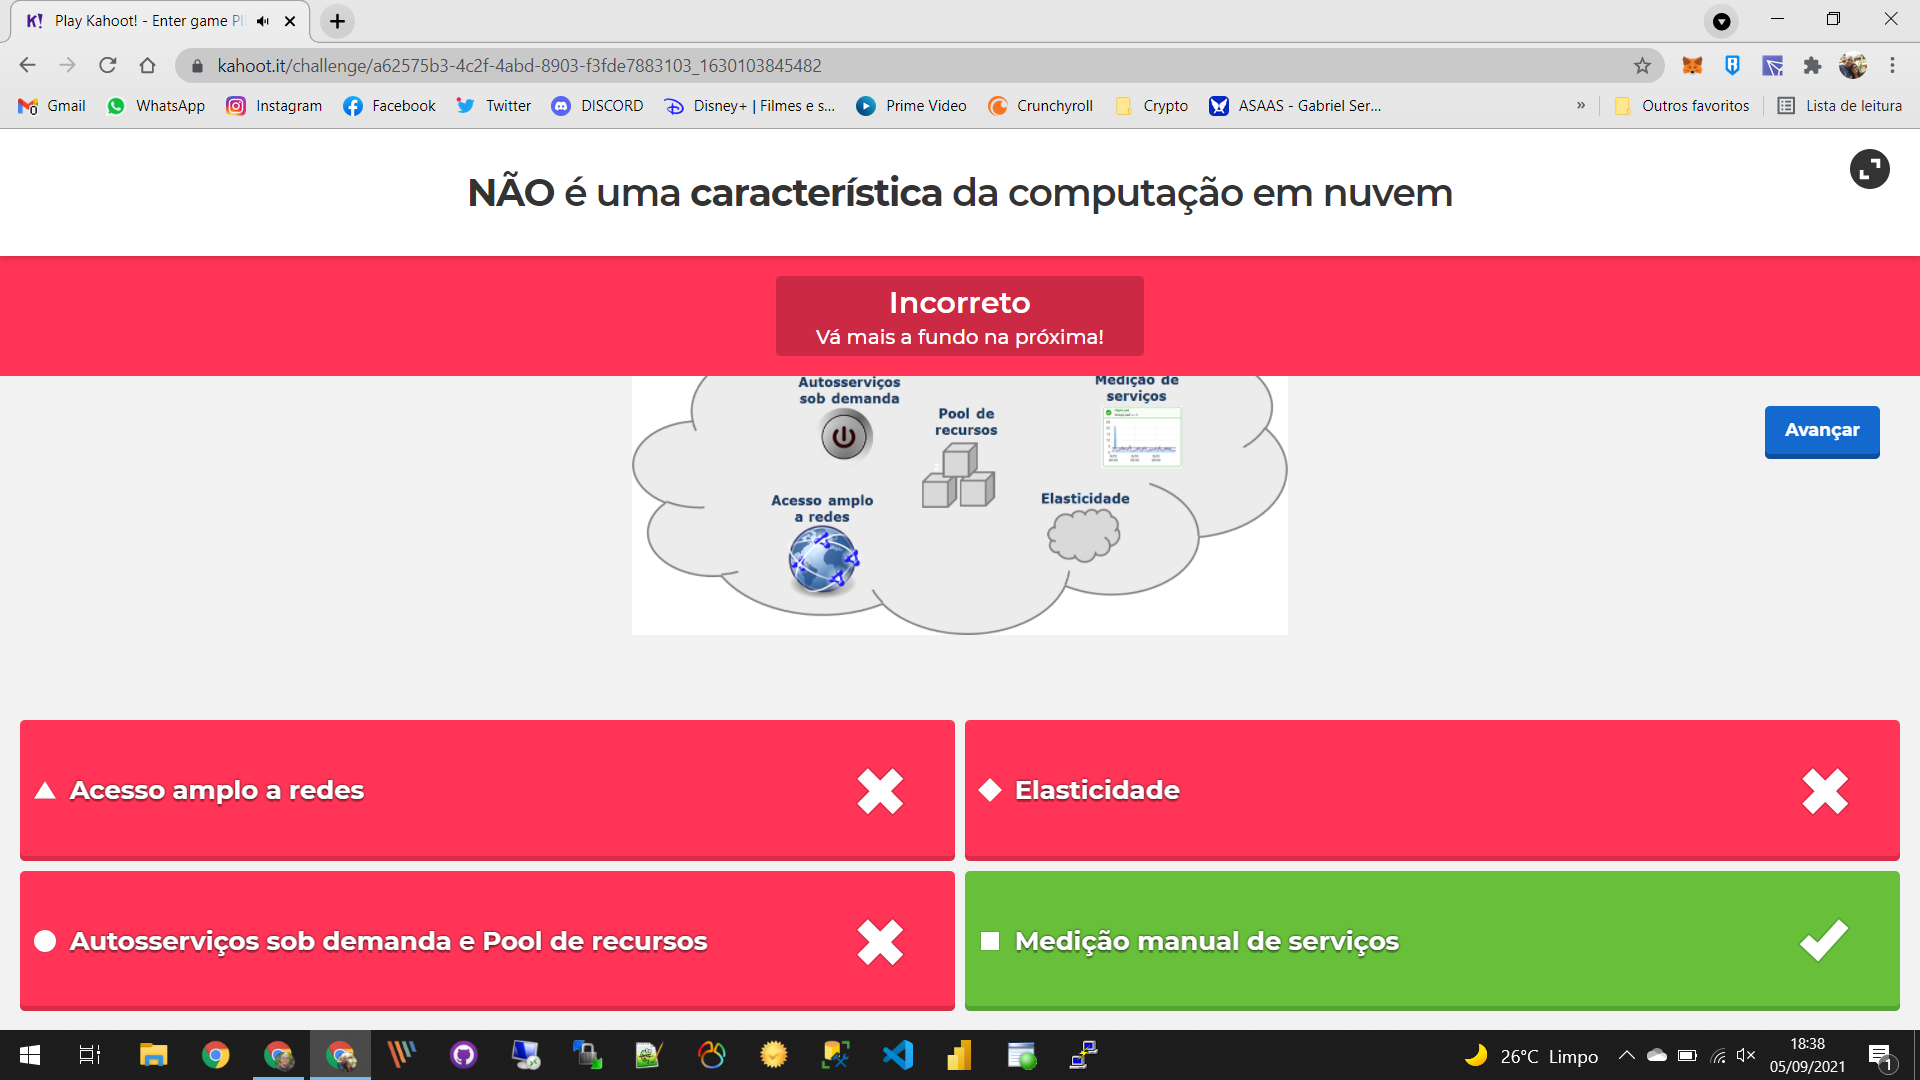 Play Kahoot! - Enter game P
kahoot.it/challenge/a62575b3-4c2f-4abd-8903-f3fde7883103_1630103845482
Gmail WhatsApp Instagram Facebook Twitter DISCORD Disney+ | Filmes e s... Prime Video Crunchyroll Crypto ASAAS - Gabriel Ser... » Outros favoritos Lista de leitura
NÃO é uma característica da computação em nuvem
Incorreto
Vá mais a fundo na próxima!
Autosserviços
sob demanda
Pool de
recursos
Medição de
serviços
Acesso amplo
a redes
Elasticidade
Avançar
Acesso amplo a redes
Elasticidade
Autosserviços sob demanda e Pool de recursos
Medição manual de serviços
26°C Limpo
18:38
05/09/2021
1